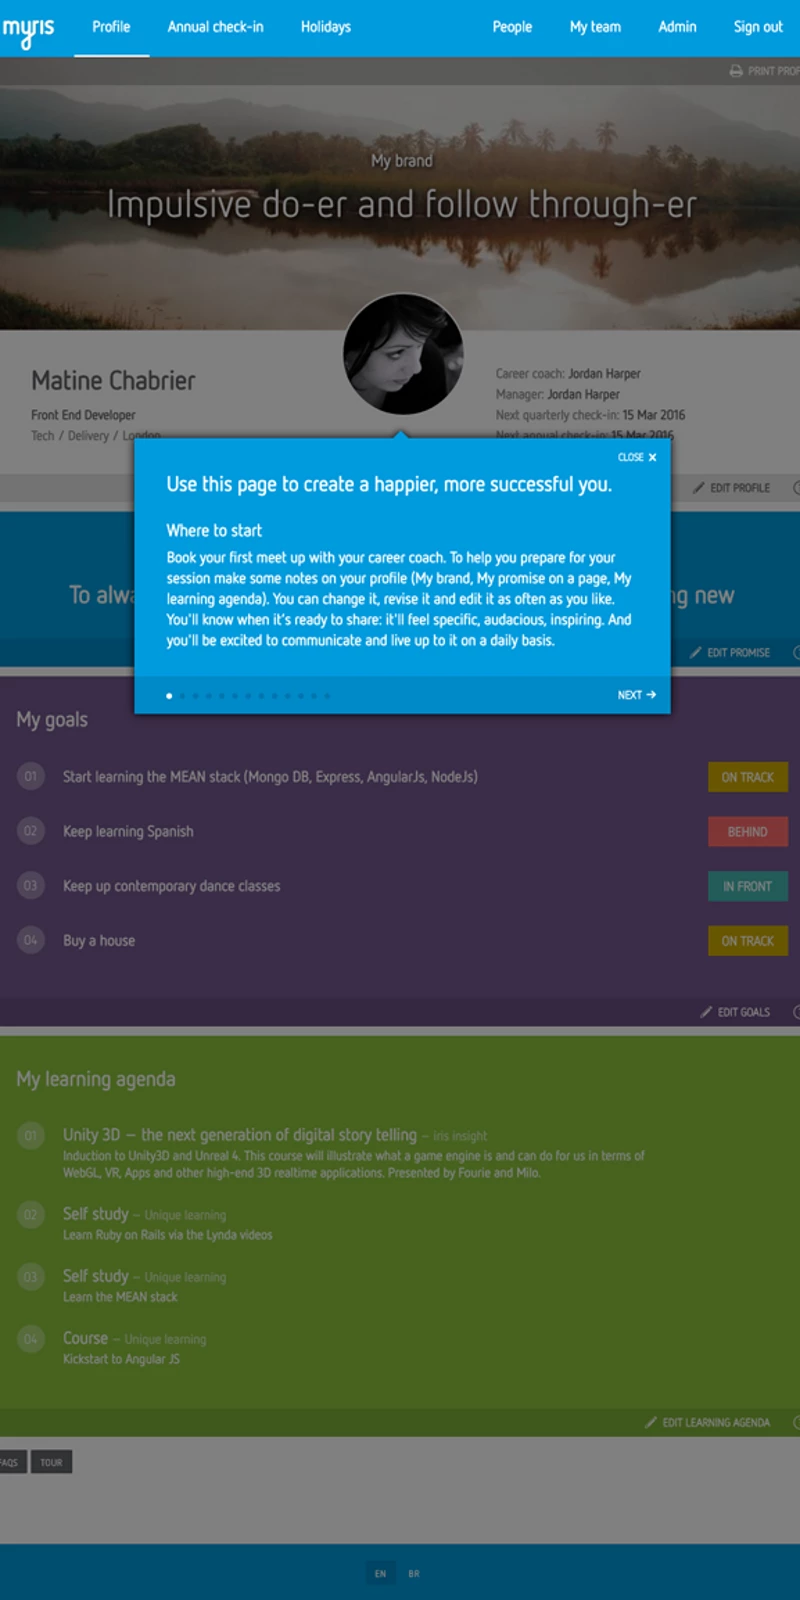 myris Profile Annual check-in Holidays People My team Admin Sign out
PRINT PROF
My brand
Impulsive do-er and follow through-er
Matine Chabrier
Front End Developer
Tech / Delivery / London
Career coach: Jordan Harper
Manager: Jordan Harper
Next quarterly check-in: 15 Mar 2016
Next annual check-in: 15 Mar 2016
CLOSE ×
EDIT PROFILE
Use this page to create a happier, more successful you.
Where to start
Book your first meet up with your career coach. To help you prepare for your
session make some notes on your profile (My brand, My promise on a page, My
learning agenda). You can change it, revise it and edit it as often as you like.
You'll know when it's ready to share: it'll feel specific, audacious, inspiring. And
you'll be excited to communicate and live up to it on a daily basis.
NEXT →
To alwa
ng new
EDIT PROMISE
My goals
01 Start learning the MEAN stack (Mongo DB, Express, AngularJs, NodeJs) ON TRACK
02 Keep learning Spanish BEHIND
03 Keep up contemporary dance classes IN FRONT
04 Buy a house ON TRACK
EDIT GOALS
My learning agenda
01 Unity 3D – the next generation of digital story telling – Iris insight
Induction to Unity3D and Unreal 4. This course will illustrate what a game engine is and can do for us in terms of
WebGL, VR, Apps and other high-end 3D realtime applications. Presented by Fourie and Milo.
02 Self study – Unique learning
Learn Ruby on Rails via the Lynda videos
03 Self study – Unique learning
Learn the MEAN stack
04 Course – Unique learning
Kickstart to Angular JS
EDIT LEARNING AGENDA
FAQS TOUR
EN BR